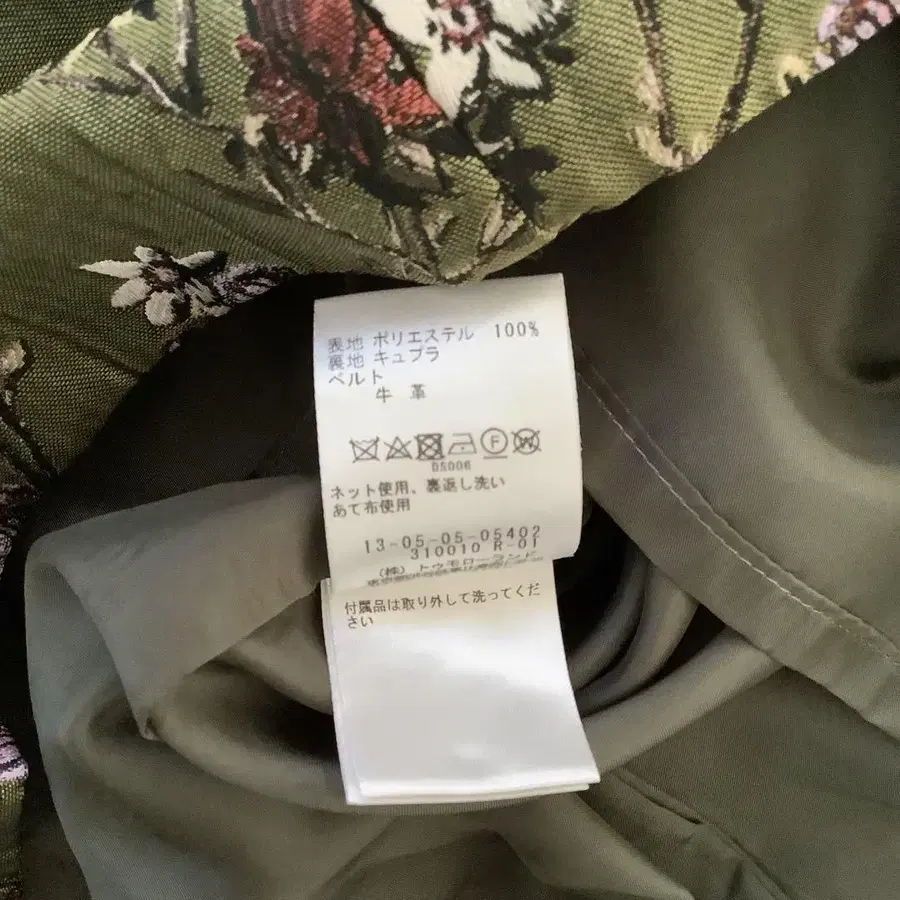 表地 ポリエステル 100%
裏地 キュプラ
ベルト
牛 革
F W
DS006
ネット使用、裏返し洗い
あて布使用
13-05-05-05402
310010 R-01
(株) トゥモローランド
付属品は取り外して洗ってくだ
さい